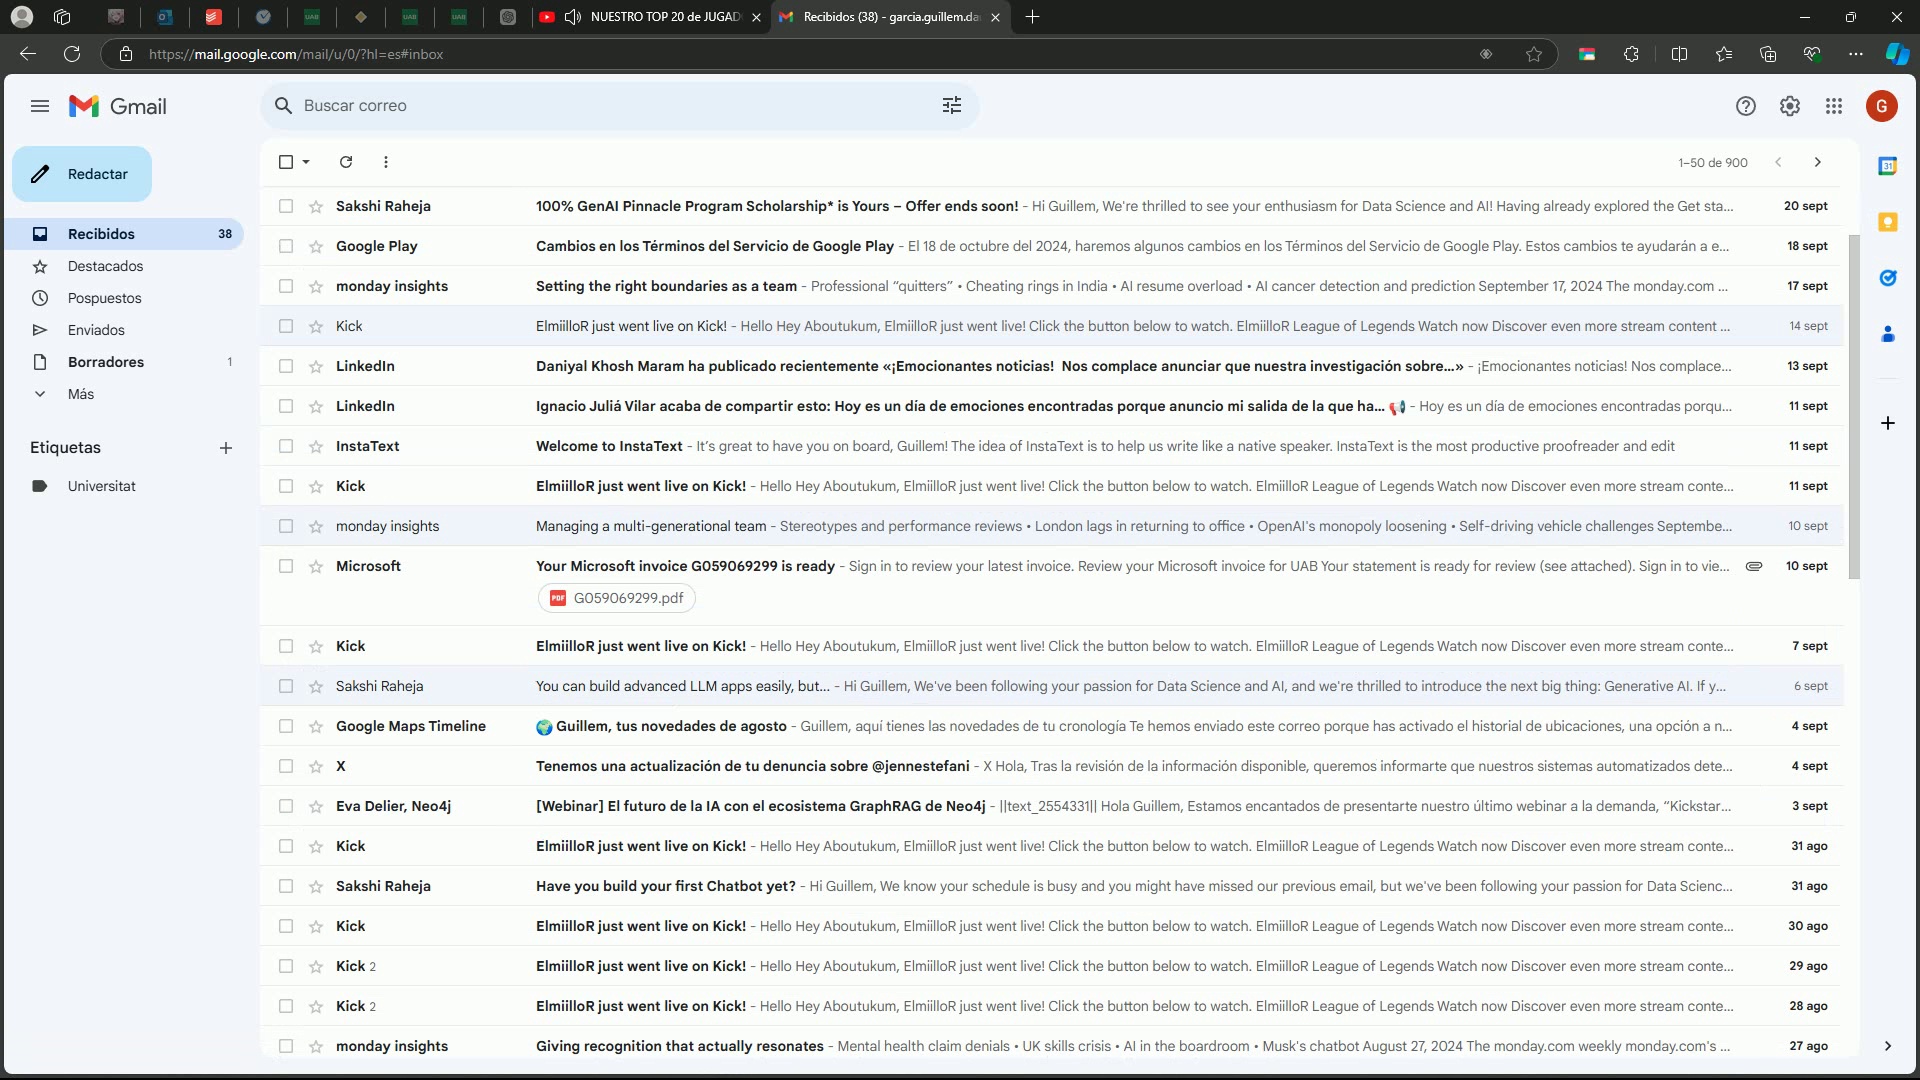 NUESTRO TOP 20 de JUGAD
Recibidos (38) - garcia.guillem.da
https://mail.google.com/mail/u/0/?hl=es#inbox
Gmail
Buscar correo
G
Redactar
1–50 de 900
Recibidos 38
Destacados
Pospuestos
Enviados
Borradores 1
Más
Etiquetas
Universitat
Sakshi Raheja 100% GenAI Pinnacle Program Scholarship* is Yours – Offer ends soon! - Hi Guillem, We're thrilled to see your enthusiasm for Data Science and AI! Having already explored the Get sta... 20 sept
Google Play Cambios en los Términos del Servicio de Google Play - El 18 de octubre del 2024, haremos algunos cambios en los Términos del Servicio de Google Play. Estos cambios te ayudarán a e... 18 sept
monday insights Setting the right boundaries as a team - Professional “quitters” • Cheating rings in India • AI resume overload • AI cancer detection and prediction September 17, 2024 The monday.com ... 17 sept
Kick ElmiilloR just went live on Kick! - Hello Hey Aboutukum, ElmiilloR just went live! Click the button below to watch. ElmiilloR League of Legends Watch now Discover even more stream content ... 14 sept
LinkedIn Daniyal Khosh Maram ha publicado recientemente «¡Emocionantes noticias! Nos complace anunciar que nuestra investigación sobre...» - ¡Emocionantes noticias! Nos complace... 13 sept
LinkedIn Ignacio Juliá Vilar acaba de compartir esto: Hoy es un día de emociones encontradas porque anuncio mi salida de la que ha... 📢 - Hoy es un día de emociones encontradas porqu... 11 sept
InstaText Welcome to InstaText - It's great to have you on board, Guillem! The idea of InstaText is to help us write like a native speaker. InstaText is the most productive proofreader and edit 11 sept
Kick ElmiilloR just went live on Kick! - Hello Hey Aboutukum, ElmiilloR just went live! Click the button below to watch. ElmiilloR League of Legends Watch now Discover even more stream conte... 11 sept
monday insights Managing a multi-generational team - Stereotypes and performance reviews • London lags in returning to office • OpenAI's monopoly loosening • Self-driving vehicle challenges Septembe... 10 sept
Microsoft Your Microsoft invoice G059069299 is ready - Sign in to review your latest invoice. Review your Microsoft invoice for UAB Your statement is ready for review (see attached). Sign in to vie... 10 sept
PDF G059069299.pdf
Kick ElmiilloR just went live on Kick! - Hello Hey Aboutukum, ElmiilloR just went live! Click the button below to watch. ElmiilloR League of Legends Watch now Discover even more stream conte... 7 sept
Sakshi Raheja You can build advanced LLM apps easily, but... - Hi Guillem, We've been following your passion for Data Science and AI, and we're thrilled to introduce the next big thing: Generative AI. If y... 6 sept
Google Maps Timeline 🌍 Guillem, tus novedades de agosto - Guillem, aquí tienes las novedades de tu cronología Te hemos enviado este correo porque has activado el historial de ubicaciones, una opción a n... 4 sept
X Tenemos una actualización de tu denuncia sobre @jennestefani - X Hola, Tras la revisión de la información disponible, queremos informarte que nuestros sistemas automatizados dete... 4 sept
Eva Delier, Neo4j [Webinar] El futuro de la IA con el ecosistema GraphRAG de Neo4j - ||text_2554331|| Hola Guillem, Estamos encantados de presentarte nuestro último webinar a la demanda, “Kickstar... 3 sept
Kick ElmiilloR just went live on Kick! - Hello Hey Aboutukum, ElmiilloR just went live! Click the button below to watch. ElmiilloR League of Legends Watch now Discover even more stream conte... 31 ago
Sakshi Raheja Have you build your first Chatbot yet? - Hi Guillem, We know your schedule is busy and you might have missed our previous email, but we've been following your passion for Data Scienc... 31 ago
Kick ElmiilloR just went live on Kick! - Hello Hey Aboutukum, ElmiilloR just went live! Click the button below to watch. ElmiilloR League of Legends Watch now Discover even more stream conte... 30 ago
Kick 2 ElmiilloR just went live on Kick! - Hello Hey Aboutukum, ElmiilloR just went live! Click the button below to watch. ElmiilloR League of Legends Watch now Discover even more stream conte... 29 ago
Kick 2 ElmiilloR just went live on Kick! - Hello Hey Aboutukum, ElmiilloR just went live! Click the button below to watch. ElmiilloR League of Legends Watch now Discover even more stream conte... 28 ago
monday insights Giving recognition that actually resonates - Mental health claim denials • UK skills crisis • AI in the boardroom • Musk's chatbot August 27, 2024 The monday.com weekly monday.com's ... 27 ago